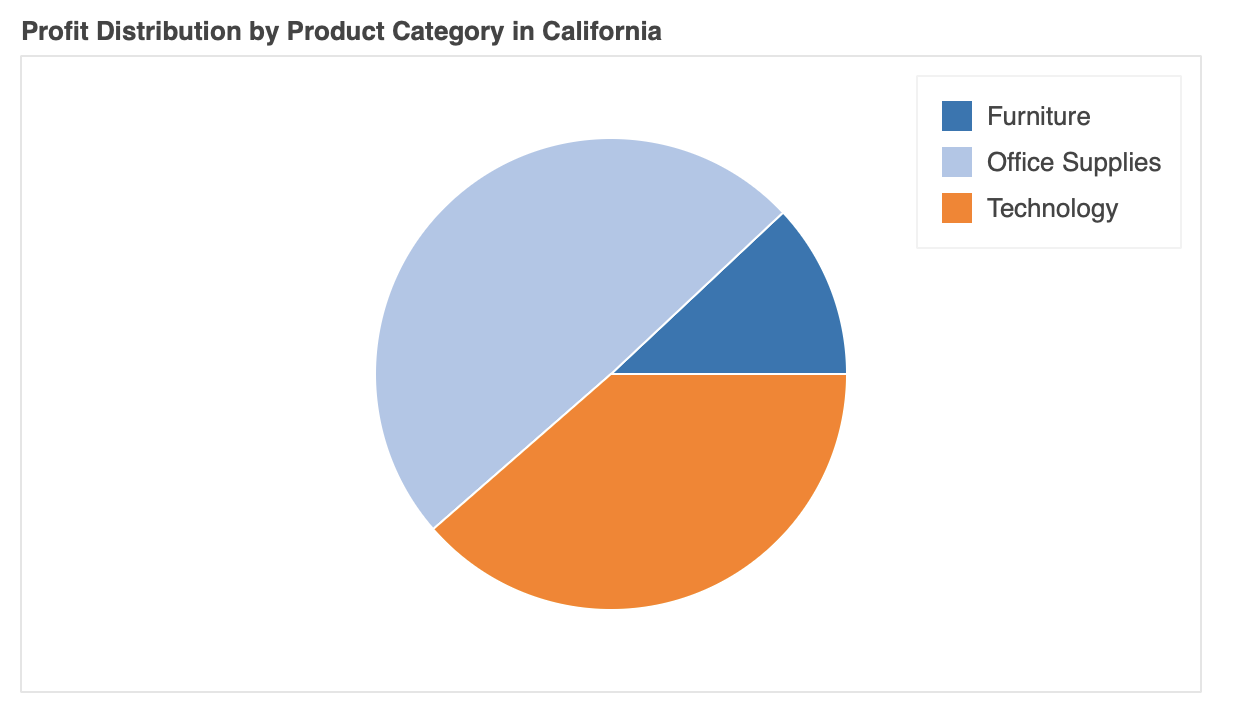 Profit Distribution by Product Category in California
Furniture
Office Supplies
Technology